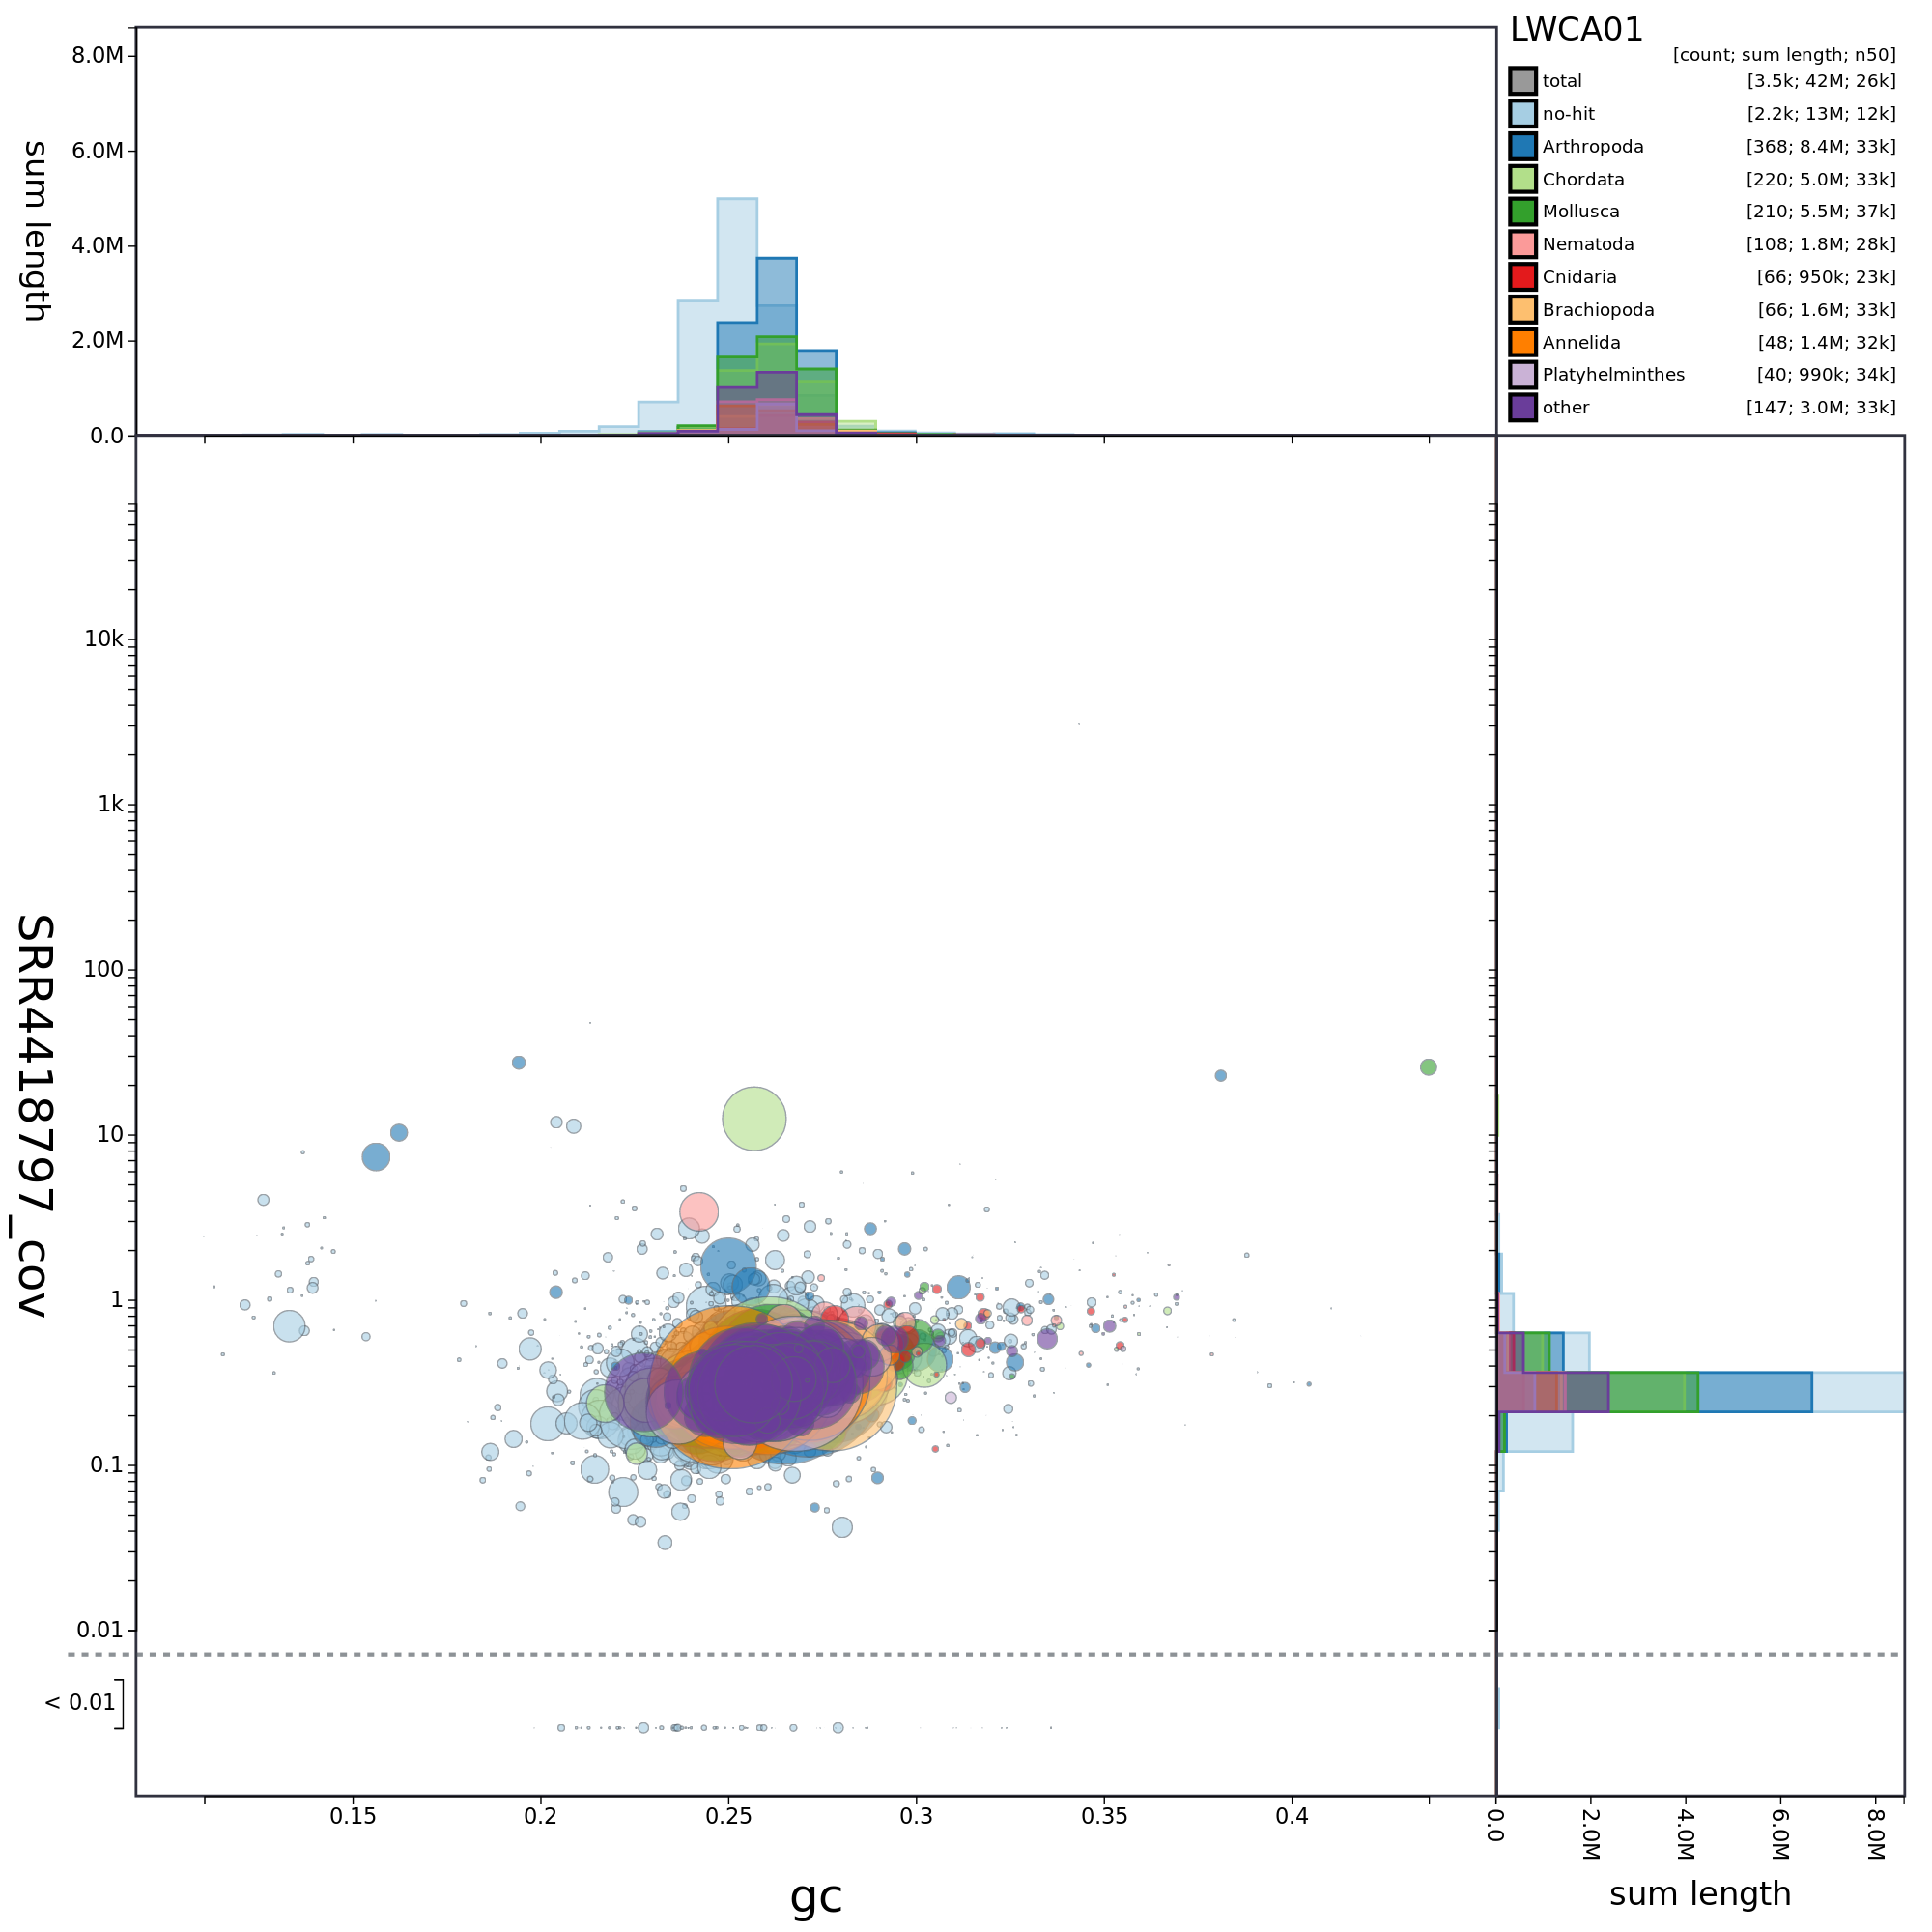 LWCA01
[count; sum length; n50]
total [3.5k; 42M; 26k]
no-hit [2.2k; 13M; 12k]
Arthropoda [368; 8.4M; 33k]
Chordata [220; 5.0M; 33k]
Mollusca [210; 5.5M; 37k]
Nematoda [108; 1.8M; 28k]
Cnidaria [66; 950k; 23k]
Brachiopoda [66; 1.6M; 33k]
Annelida [48; 1.4M; 32k]
Platyhelminthes [40; 990k; 34k]
other [147; 3.0M; 33k]
sum length
8.0M
6.0M
4.0M
2.0M
0.0
SRR4418797_cov
10k
1k
100
10
1
0.1
0.01
< 0.01
0.15 0.2 0.25 0.3 0.35 0.4
gc
0.0 2.0M 4.0M 6.0M 8.0M
sum length